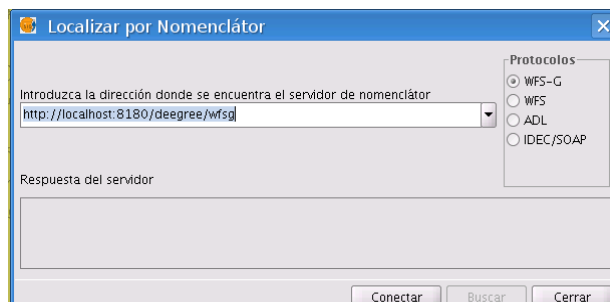 Localizar por Nomenclátor
Protocolos
WFS-G
Introduzca la dirección donde se encuentra el servidor de nomenclátor
WFS
http://localhost:8180/deegree/wfsg
ADL
IDEC/SOAP
Respuesta del servidor
Conectar Buscar Cerrar